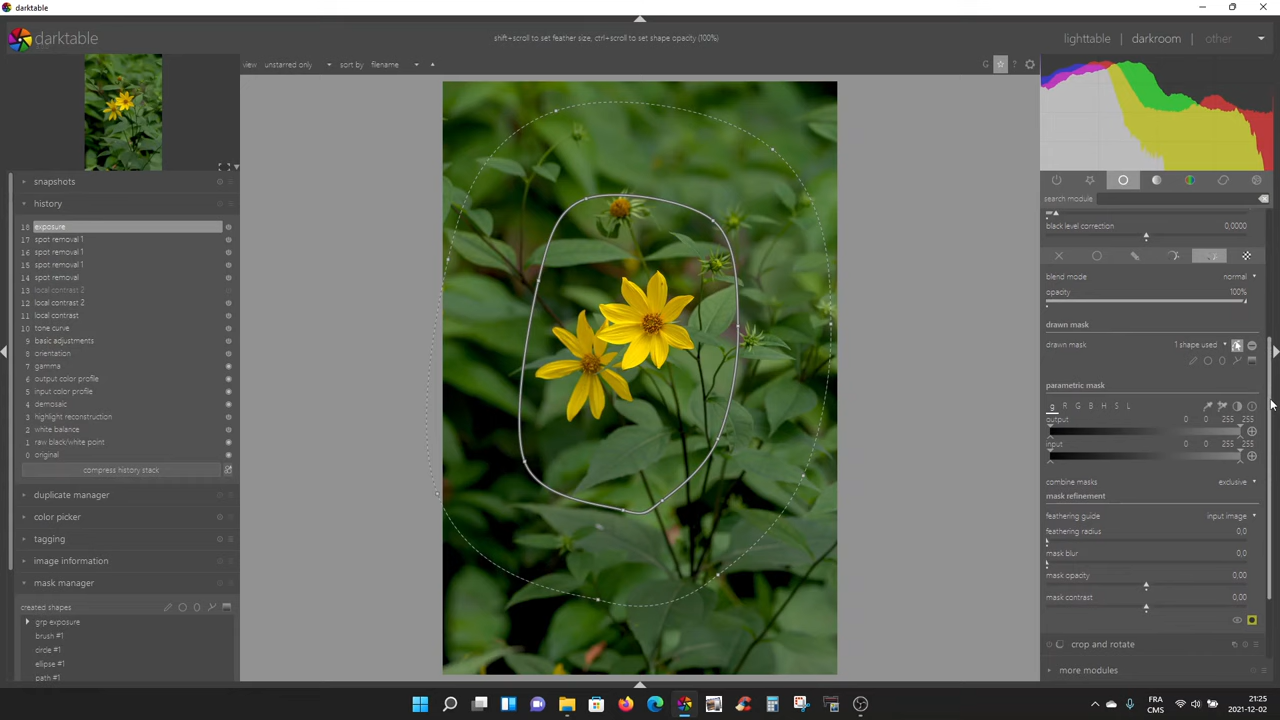 darktable
darktable
shift+scroll to set feather size; ctrl+scroll to set shape opacity (100%)
lighttable | darkroom | other
view unstarred only sort by filename
G ?
snapshots
history
18 exposure
17 spot removal 1
16 spot removal 1
15 spot removal 1
14 spot removal
13 local contrast 2
12 local contrast 2
11 local contrast
10 tone curve
9 basic adjustments
8 orientation
7 gamma
6 output color profile
5 input color profile
4 demosaic
3 highlight reconstruction
2 white balance
1 raw black/white point
0 original
compress history stack
duplicate manager
color picker
tagging
image information
mask manager
created shapes
grp exposure
brush #1
circle #1
ellipse #1
path #1
search module
black level correction 0,0000
blend mode normal
opacity 100%
drawn mask
drawn mask 1 shape used
parametric mask
g R G B H S L
output 0 0 255 255
input 0 0 255 255
combine masks exclusive
mask refinement
feathering guide input image
feathering radius 0,0
mask blur 0,0
mask opacity 0,00
mask contrast 0,00
crop and rotate
more modules
FRA
CMS
21:25
2021-12-02